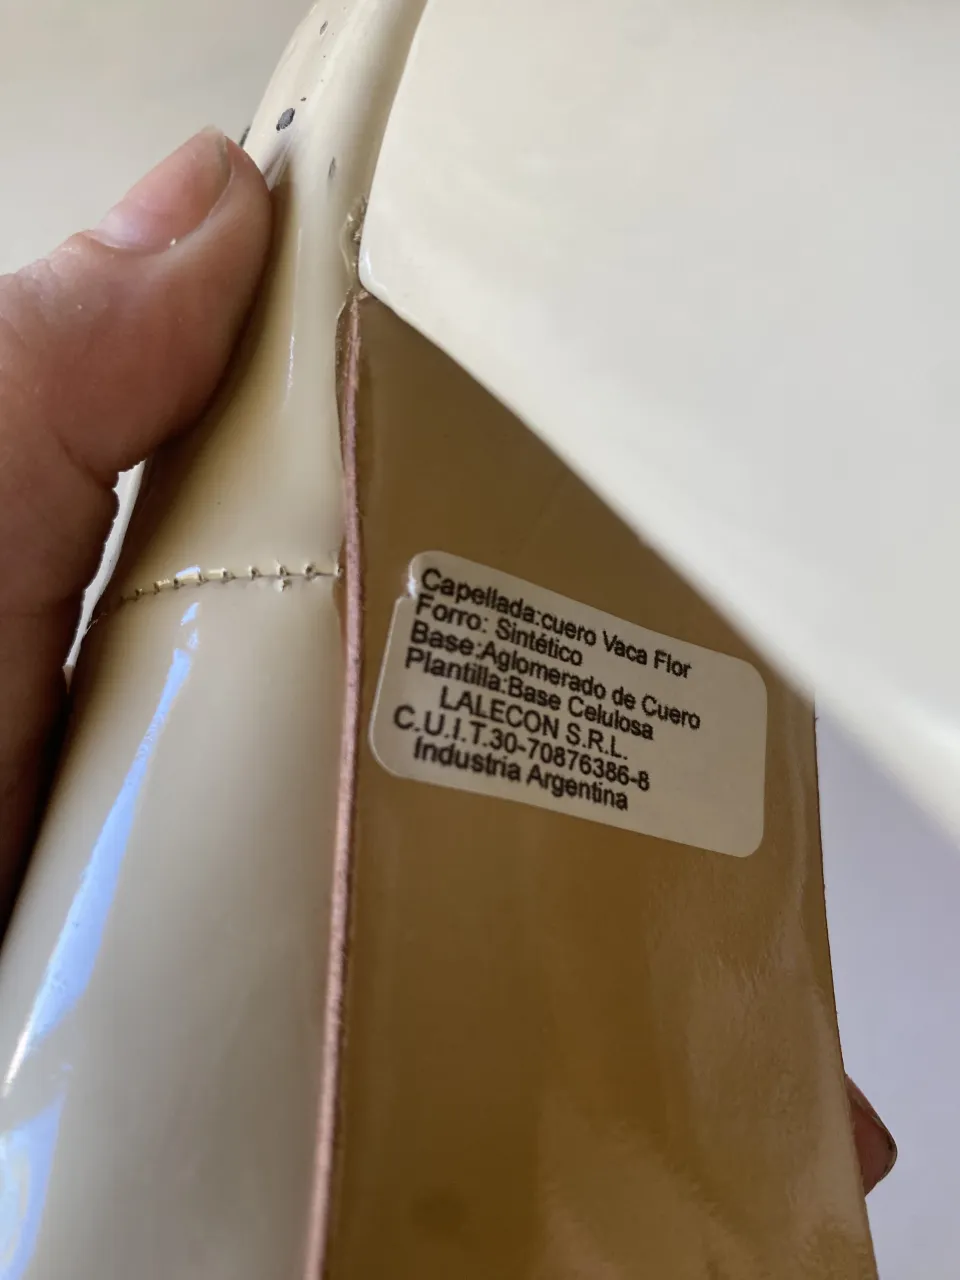 Capellada:cuero Vaca Flor
Forro: Sintético
Base:Aglomerado de Cuero
Plantilla:Base Celulosa
LALECON S.R.L.
C.U.I.T.30-70876386-8
Industria Argentina